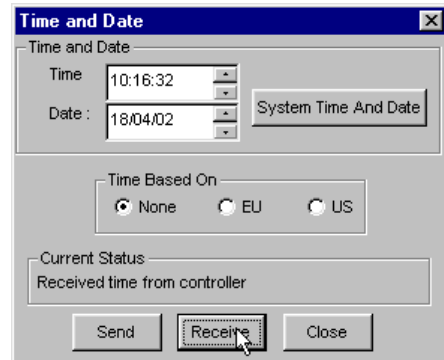 Time and Date
Time and Date
Time 10:16:32
Date : 18/04/02
System Time And Date
Time Based On
None EU US
Current Status
Received time from controller
Send Receive Close